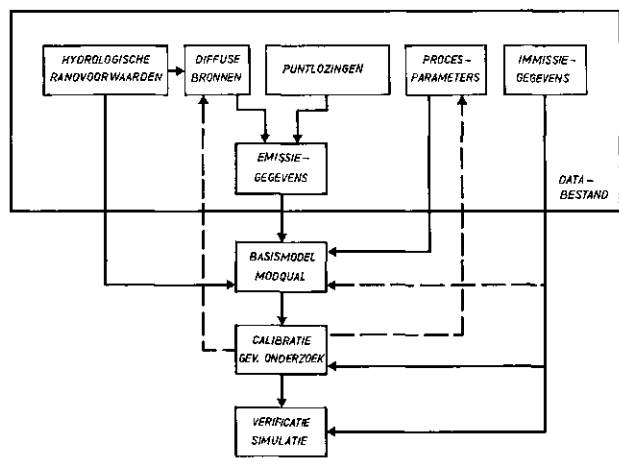 HYDROLOGISCHE
RANDVOORWAARDEN
DIFFUSE
BRONNEN
PUNTLOZINGEN
PROCES-
PARAMETERS
IMMISSIE-
GEGEVENS
EMISSIE-
GEGEVENS
DATA-
BESTAND
BASISMODEL
MODQUAL
CALIBRATIE
GEV. ONDERZOEK
VERIFICATIE
SIMULATIE